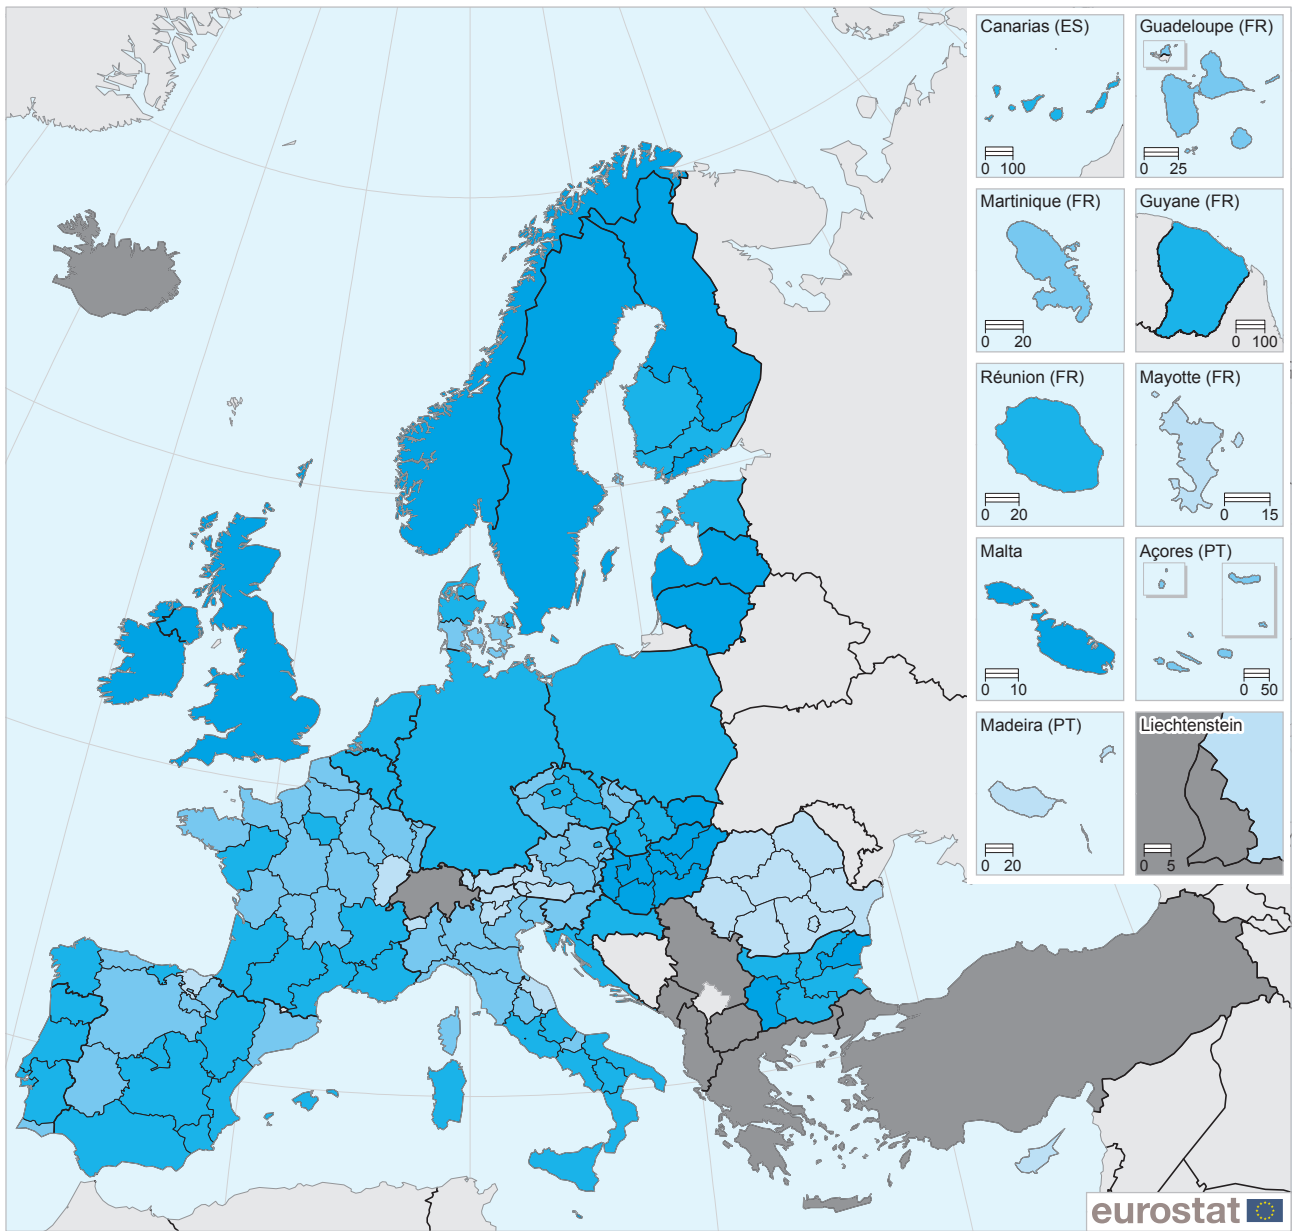 Canarias (ES)
0 100
Guadeloupe (FR)
0 25
Martinique (FR)
0 20
Guyane (FR)
0 100
Réunion (FR)
0 20
Mayotte (FR)
0 15
Malta
0 10
Açores (PT)
0 50
Madeira (PT)
0 20
Liechtenstein
0 5
eurostat